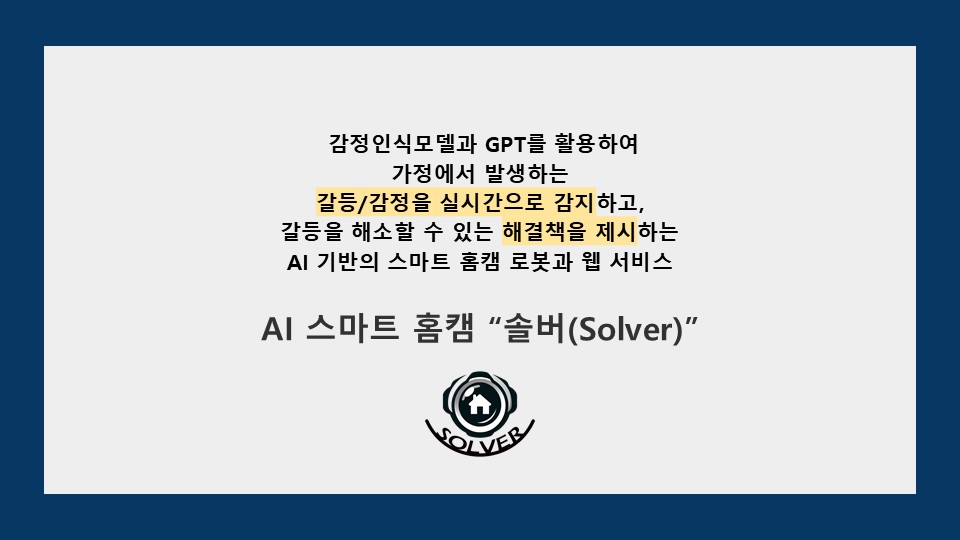 감정인식모델과 GPT를 활용하여
가정에서 발생하는
갈등/감정을 실시간으로 감지하고,
갈등을 해소할 수 있는 해결책을 제시하는
AI 기반의 스마트 홈캠 로봇과 웹 서비스
AI 스마트 홈캠 “솔버(Solver)”
SOLVER